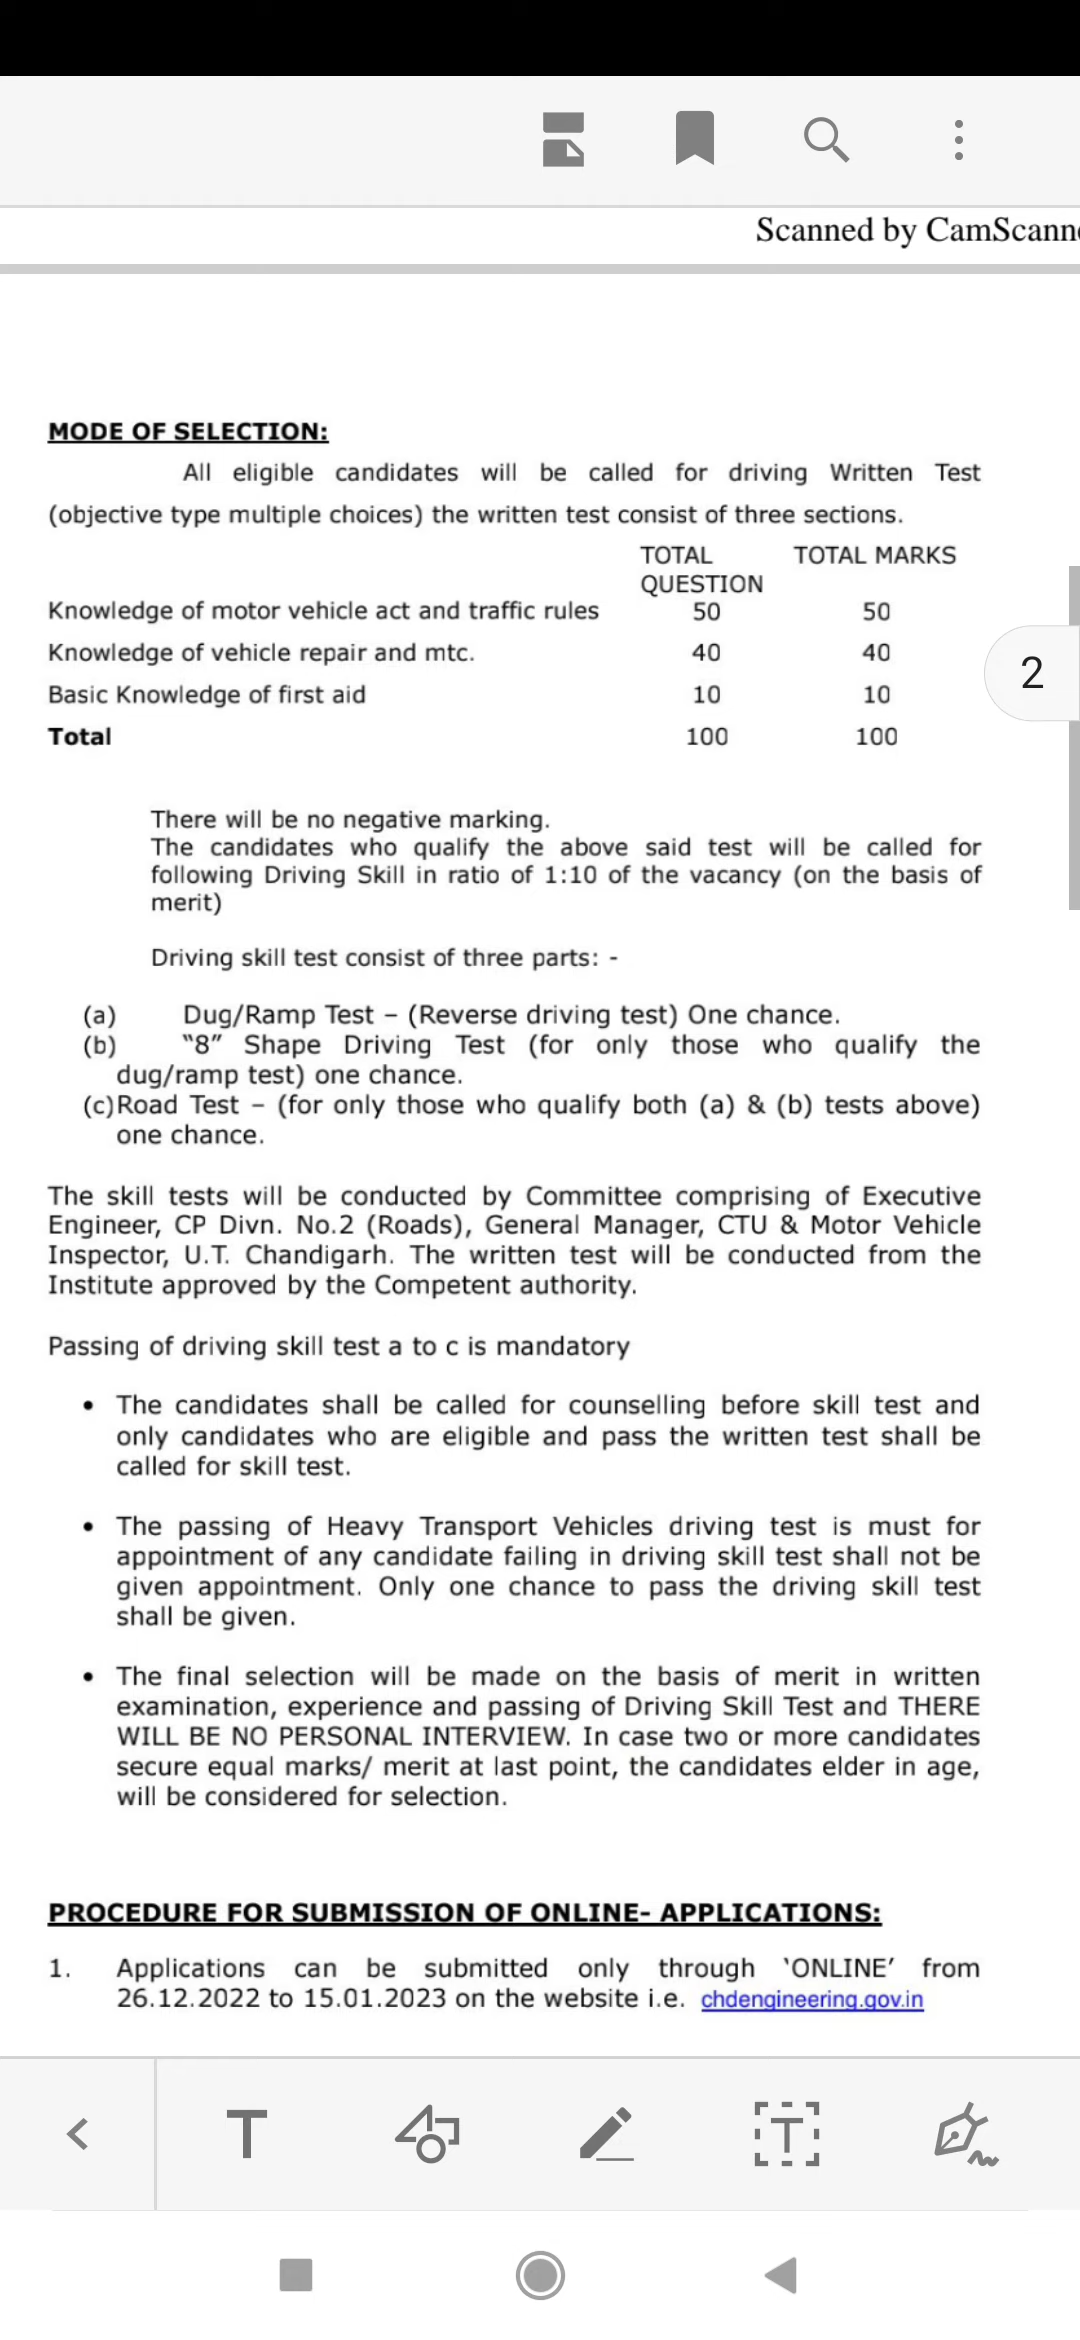 Scanned by CamScann
MODE OF SELECTION:
All eligible candidates will be called for driving Written Test
(objective type multiple choices) the written test consist of three sections.
TOTAL TOTAL MARKS
QUESTION
Knowledge of motor vehicle act and traffic rules 50 50
Knowledge of vehicle repair and mtc. 40 40
2
Basic Knowledge of first aid 10 10
Total 100 100
There will be no negative marking.
The candidates who qualify the above said test will be called for
following Driving Skill in ratio of 1:10 of the vacancy (on the basis of
merit)
Driving skill test consist of three parts: -
(a) Dug/Ramp Test – (Reverse driving test) One chance.
(b) “8” Shape Driving Test (for only those who qualify the
dug/ramp test) one chance.
(c)Road Test – (for only those who qualify both (a) & (b) tests above)
one chance.
The skill tests will be conducted by Committee comprising of Executive
Engineer, CP Divn. No.2 (Roads), General Manager, CTU & Motor Vehicle
Inspector, U.T. Chandigarh. The written test will be conducted from the
Institute approved by the Competent authority.
Passing of driving skill test a to c is mandatory
• The candidates shall be called for counselling before skill test and
only candidates who are eligible and pass the written test shall be
called for skill test.
• The passing of Heavy Transport Vehicles driving test is must for
appointment of any candidate failing in driving skill test shall not be
given appointment. Only one chance to pass the driving skill test
shall be given.
• The final selection will be made on the basis of merit in written
examination, experience and passing of Driving Skill Test and THERE
WILL BE NO PERSONAL INTERVIEW. In case two or more candidates
secure equal marks/ merit at last point, the candidates elder in age,
will be considered for selection.
PROCEDURE FOR SUBMISSION OF ONLINE- APPLICATIONS:
1. Applications can be submitted only through ‘ONLINE’ from
26.12.2022 to 15.01.2023 on the website i.e. chdengineering.gov.in